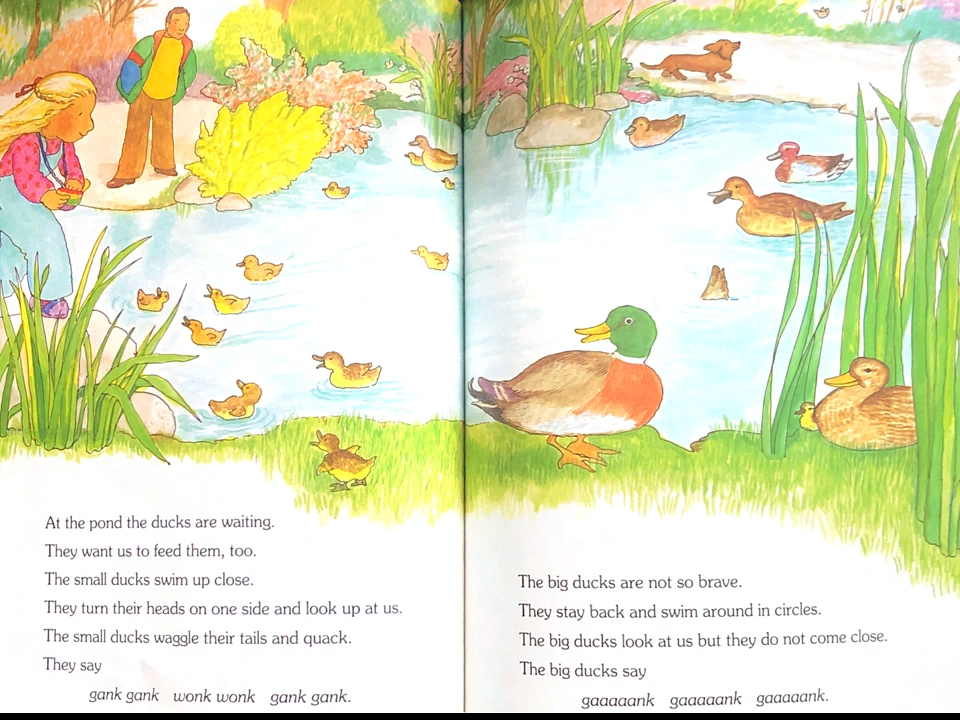 At the pond the ducks are waiting.
They want us to feed them, too.
The small ducks swim up close.
They turn their heads on one side and look up at us.
The small ducks waggle their tails and quack.
They say
gank gank wonk wonk gank gank.
The big ducks are not so brave.
They stay back and swim around in circles.
The big ducks look at us but they do not come close.
The big ducks say
gaaaaank gaaaaank gaaaaank.